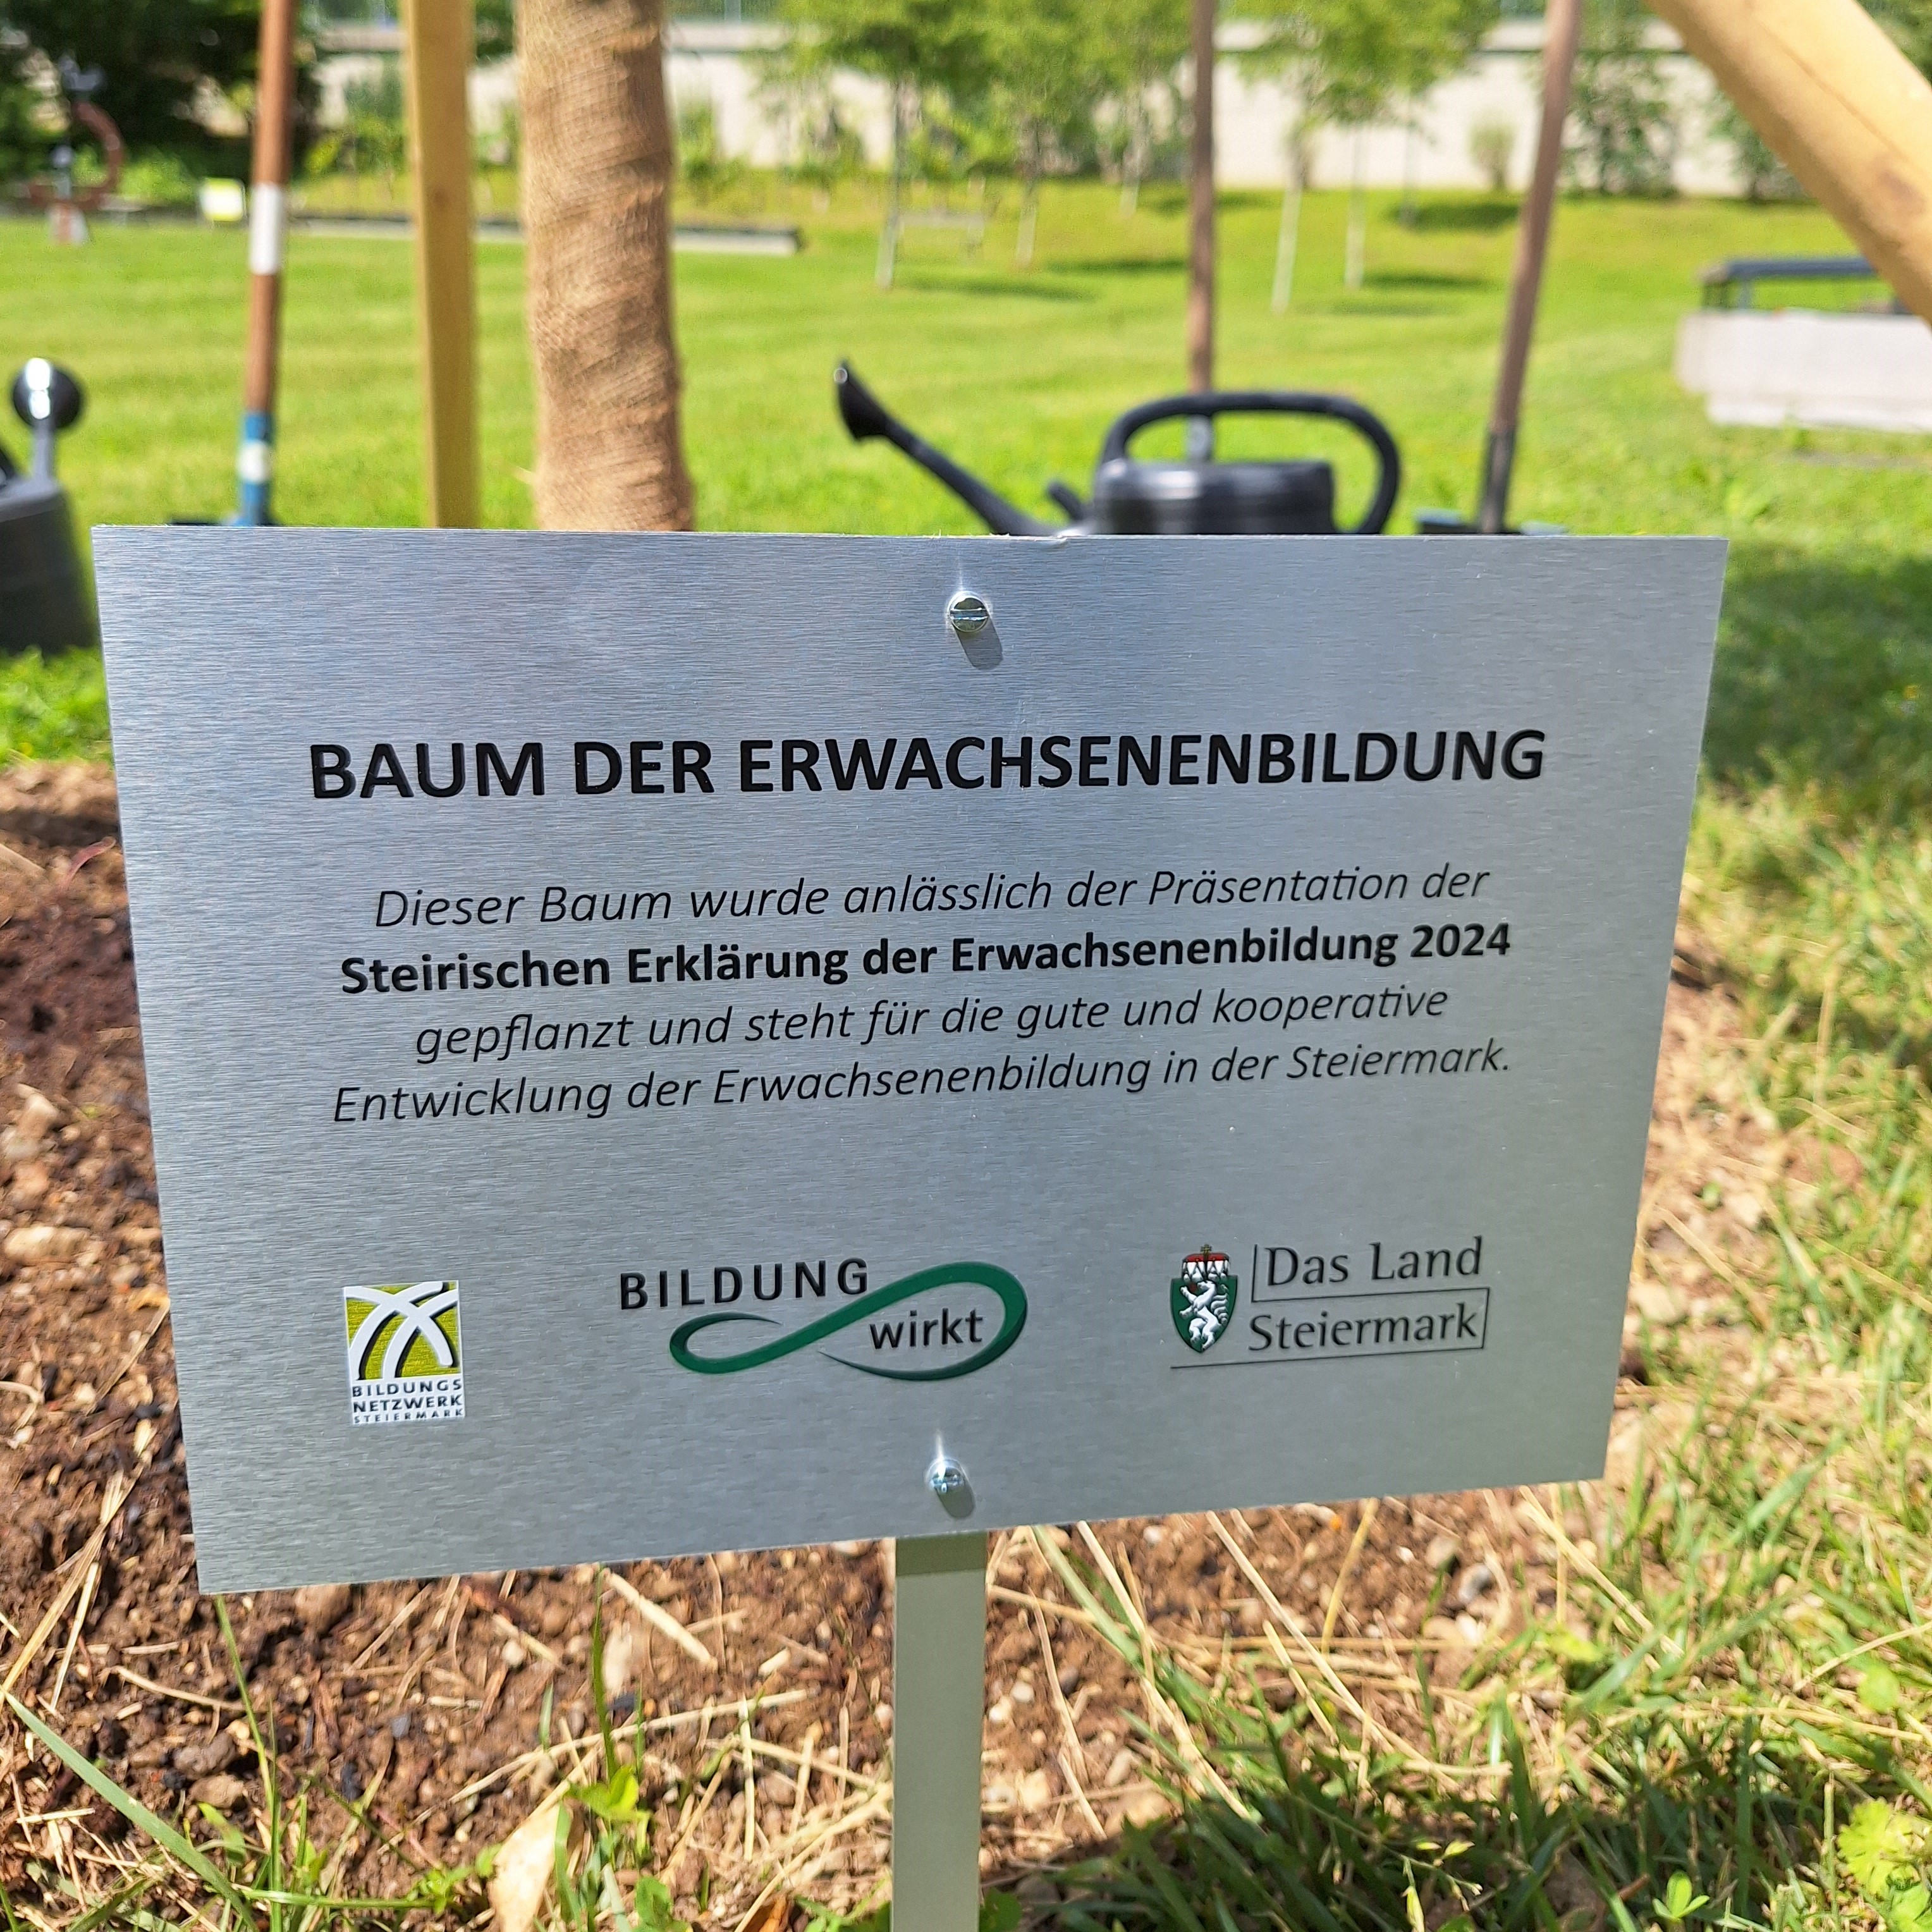 BAUM DER ERWACHSENENBILDUNG
Dieser Baum wurde anlässlich der Präsentation der
Steirischen Erklärung der Erwachsenenbildung 2024
gepflanzt und steht für die gute und kooperative
Entwicklung der Erwachsenenbildung in der Steiermark.
BILDUNGS
NETZWERK
STEIERMARK
BILDUNG
wirkt
Das Land
Steiermark